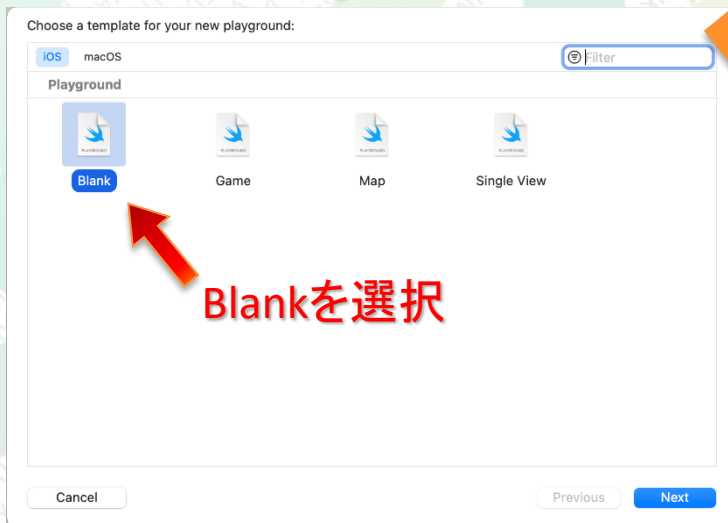 Choose a template for your new playground:
iOS macOS Filter
Playground
Blank Game Map Single View
Blankを選択
Cancel Previous Next